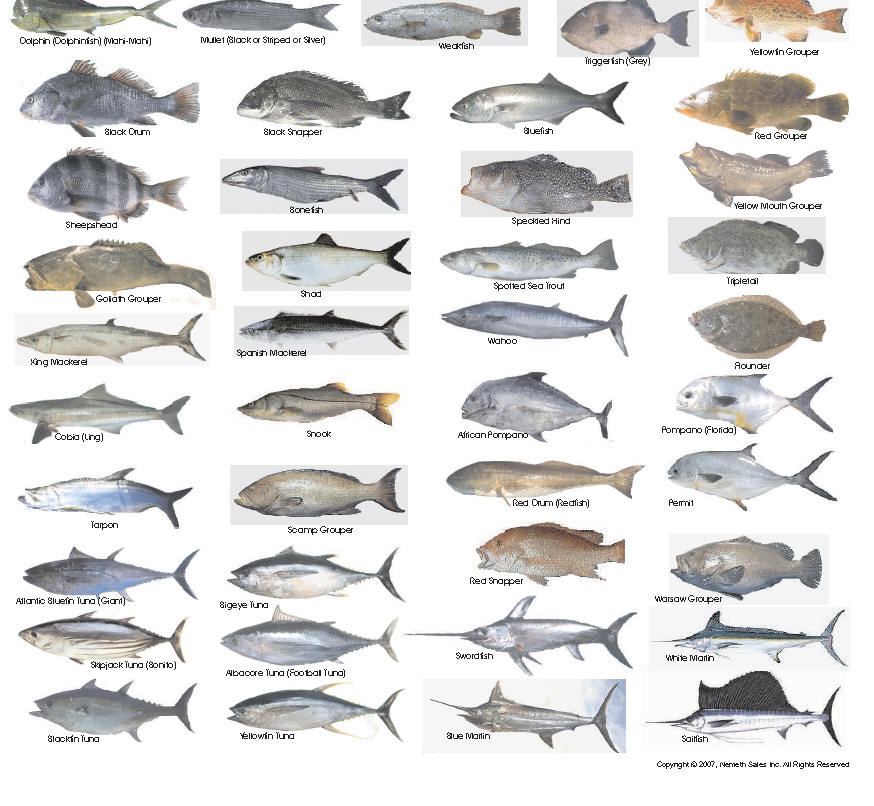 Dolphin (Dolphinfish) (Mahi-Mahi)
Mullet (Black or Striped or Silver)
Weakfish
Triggerfish (Grey)
Yellowfin Grouper
Black Drum
Black Snapper
Bluefish
Red Grouper
Sheepshead
Bonefish
Speckled Hind
Yellow Mouth Grouper
Goliath Grouper
Shad
Spotted Sea Trout
Tripletail
King Mackerel
Spanish Mackerel
Wahoo
Flounder
Cobia (Ling)
Snook
African Pompano
Pompano (Florida)
Tarpon
Scamp Grouper
Red Drum (Redfish)
Permit
Atlantic Bluefin Tuna (Giant)
Bigeye Tuna
Red Snapper
Warsaw Grouper
Skipjack Tuna (Bonito)
Albacore Tuna (Football Tuna)
Swordfish
White Marlin
Blackfin Tuna
Yellowfin Tuna
Blue Marlin
Sailfish
Copyright © 2007, Nemeth Sales Inc. All Rights Reserved